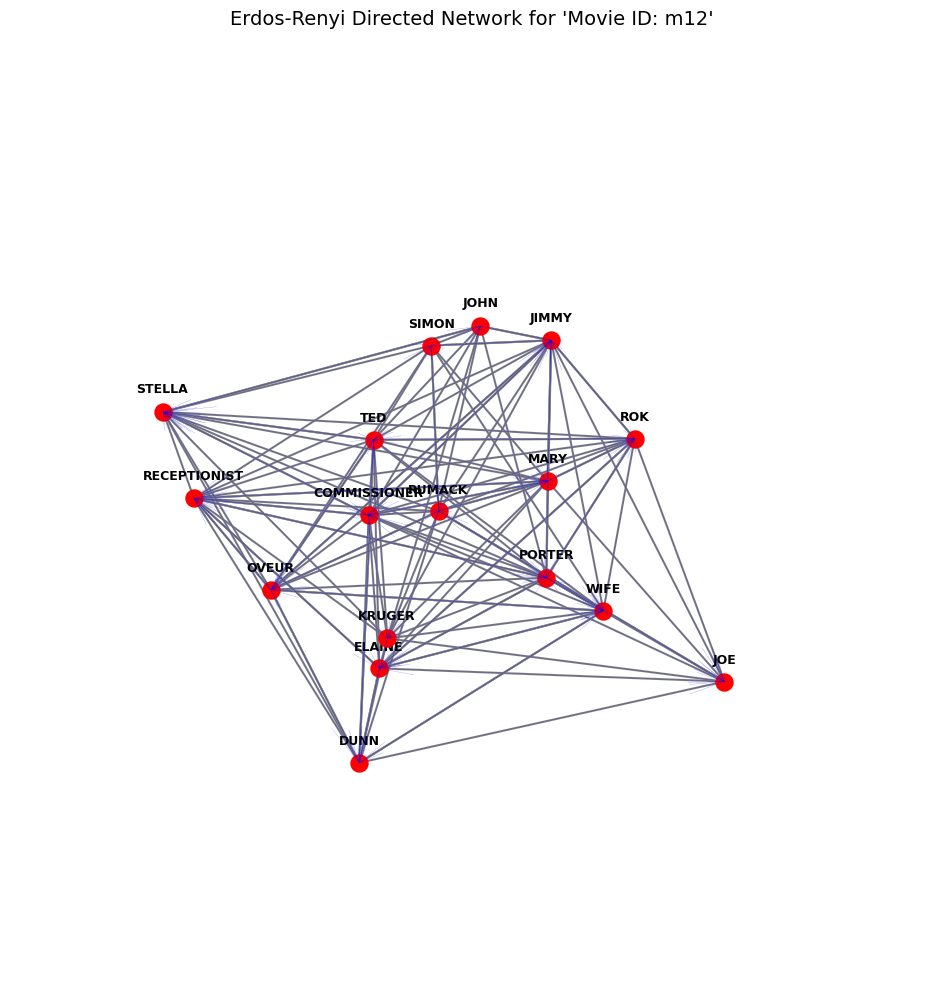 Erdos-Renyi Directed Network for 'Movie ID: m12'
JOHN
JIMMY
SIMON
STELLA
TED
ROK
MARY
RECEPTIONIST
COMMISSIONER
RUMACK
PORTER
OVEUR
WIFE
KRUGER
ELAINE
JOE
DUNN